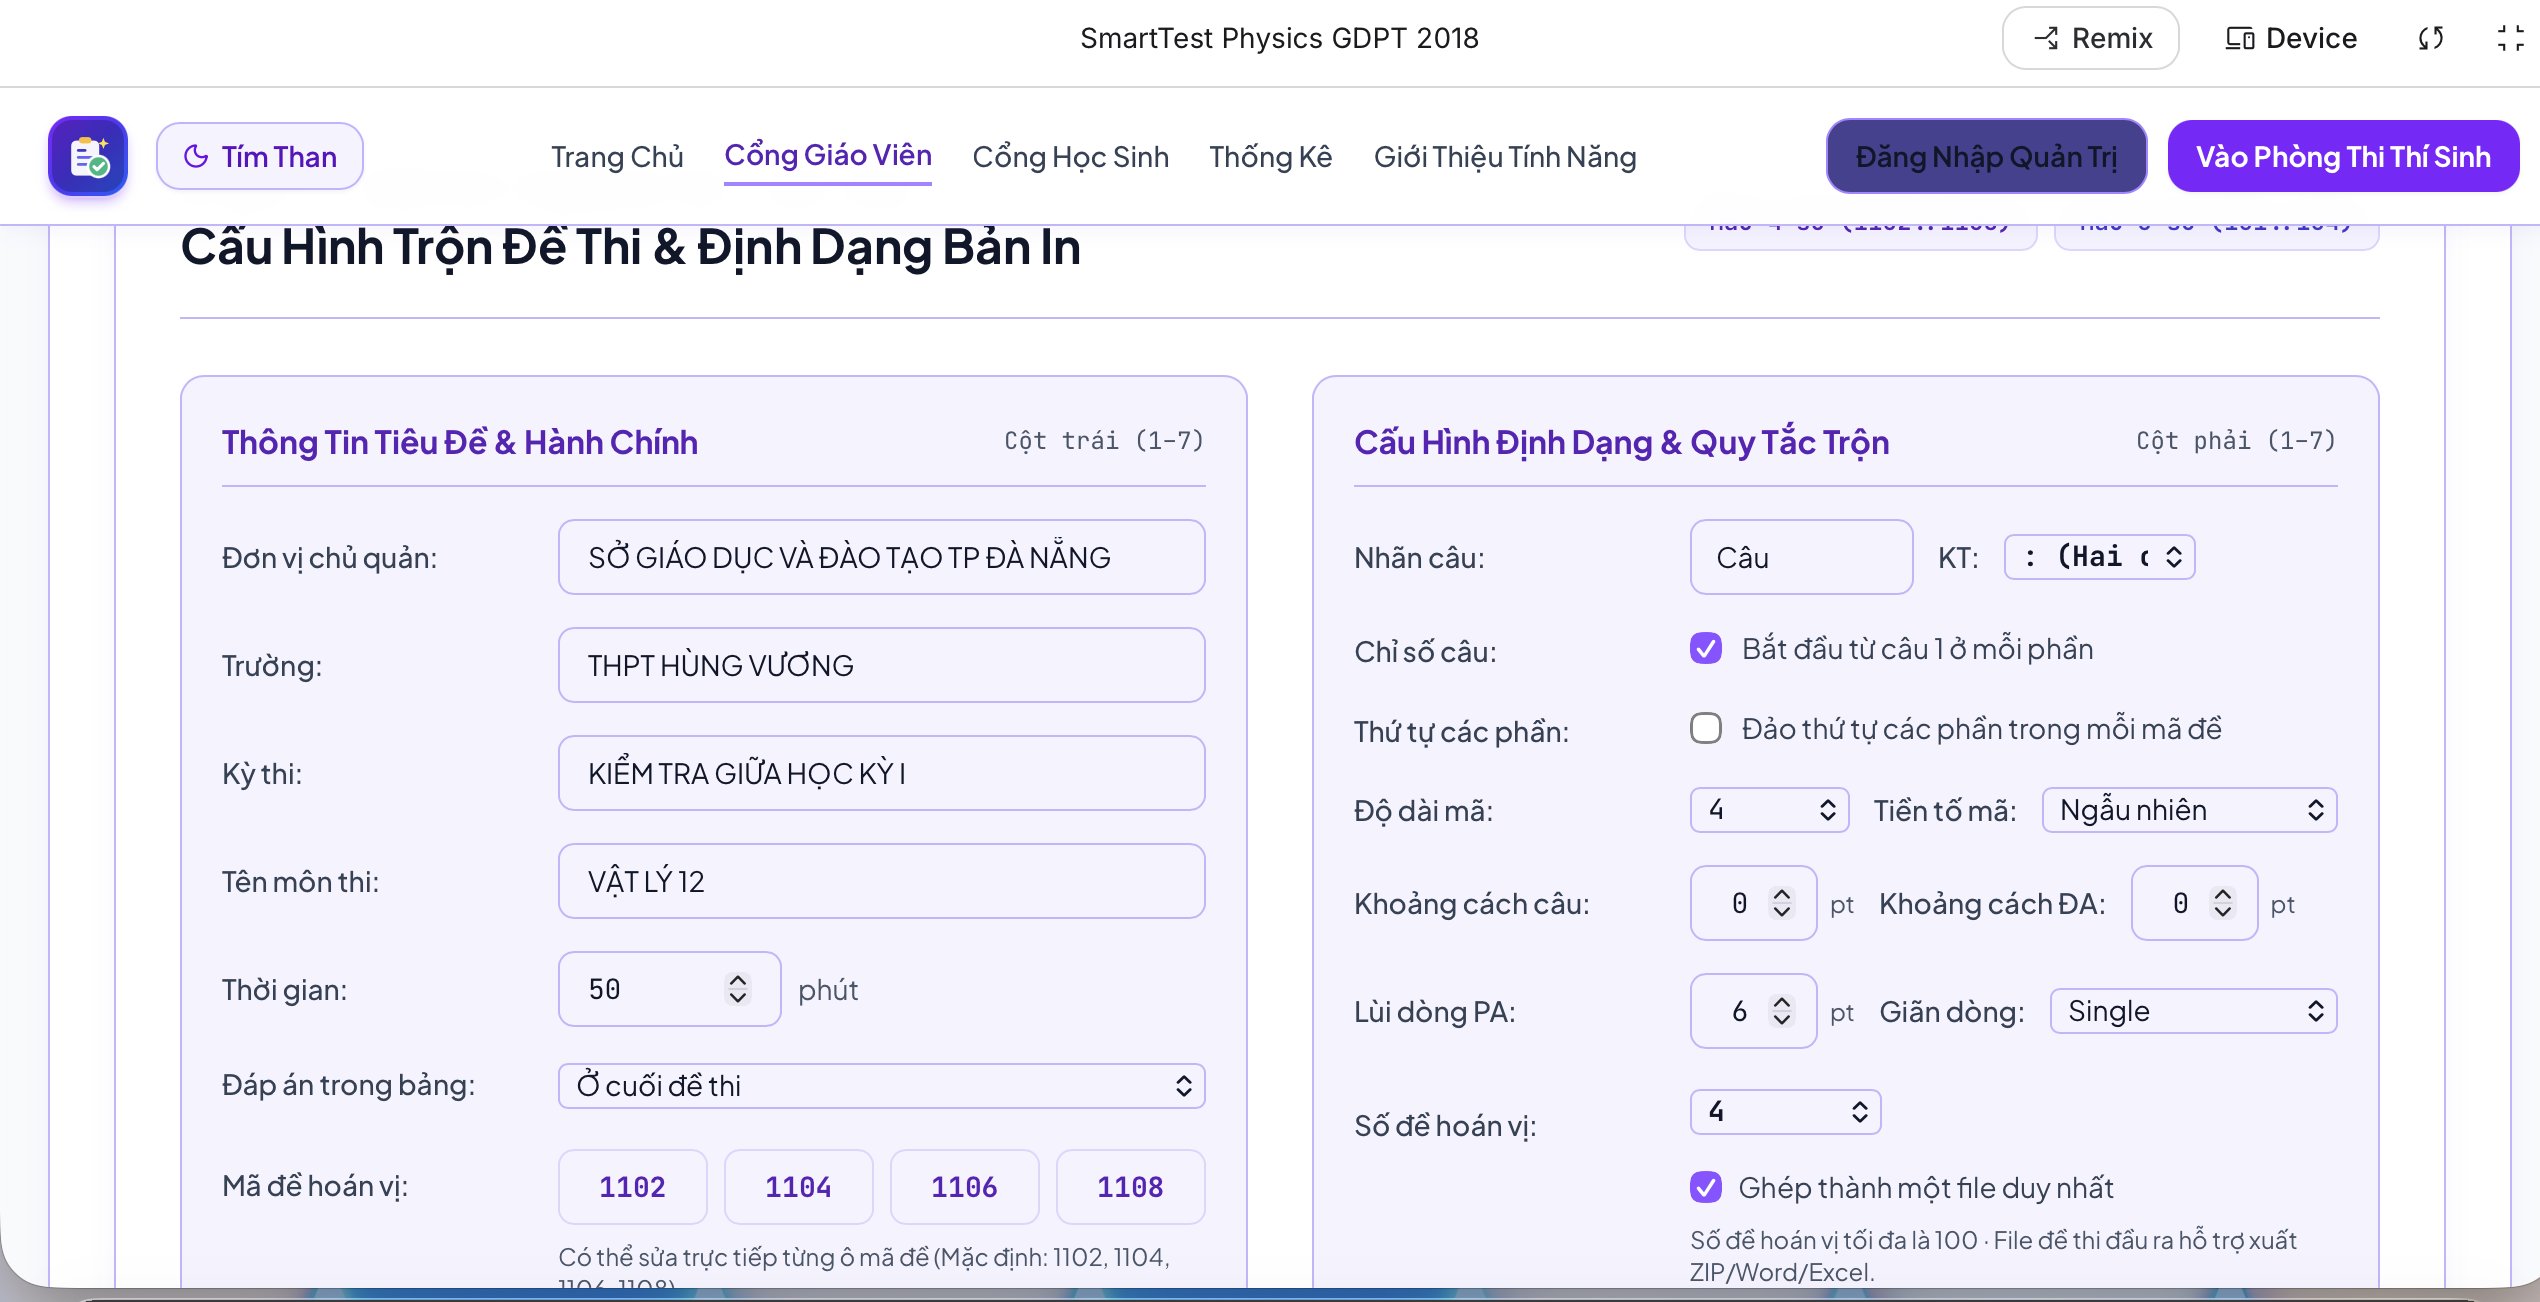 SmartTest Physics GDPT 2018
Remix
Device
Tím Than
Trang Chủ
Cổng Giáo Viên
Cổng Học Sinh
Thống Kê
Giới Thiệu Tính Năng
Đăng Nhập Quản Trị
Vào Phòng Thi Thí Sinh
Cấu Hình Trộn Đề Thi & Định Dạng Bản In
Thông Tin Tiêu Đề & Hành Chính
Cột trái (1–7)
Đơn vị chủ quản:
SỞ GIÁO DỤC VÀ ĐÀO TẠO TP ĐÀ NẴNG
Trường:
THPT HÙNG VƯƠNG
Kỳ thi:
KIỂM TRA GIỮA HỌC KỲ I
Tên môn thi:
VẬT LÝ 12
Thời gian:
50
phút
Đáp án trong bảng:
Ở cuối đề thi
Mã đề hoán vị:
1102
1104
1106
1108
Có thể sửa trực tiếp từng ô mã đề (Mặc định: 1102, 1104,
1106, 1108)
Cấu Hình Định Dạng & Quy Tắc Trộn
Cột phải (1–7)
Nhãn câu:
Câu
KT:
: (Hai
Chỉ số câu:
Bắt đầu từ câu 1 ở mỗi phần
Thứ tự các phần:
Đảo thứ tự các phần trong mỗi mã đề
Độ dài mã:
4
Tiền tố mã:
Ngẫu nhiên
Khoảng cách câu:
0
pt
Khoảng cách ĐA:
0
pt
Lùi dòng PA:
6
pt
Giãn dòng:
Single
Số đề hoán vị:
4
Ghép thành một file duy nhất
Số đề hoán vị tối đa là 100 · File đề thi đầu ra hỗ trợ xuất
ZIP/Word/Excel.